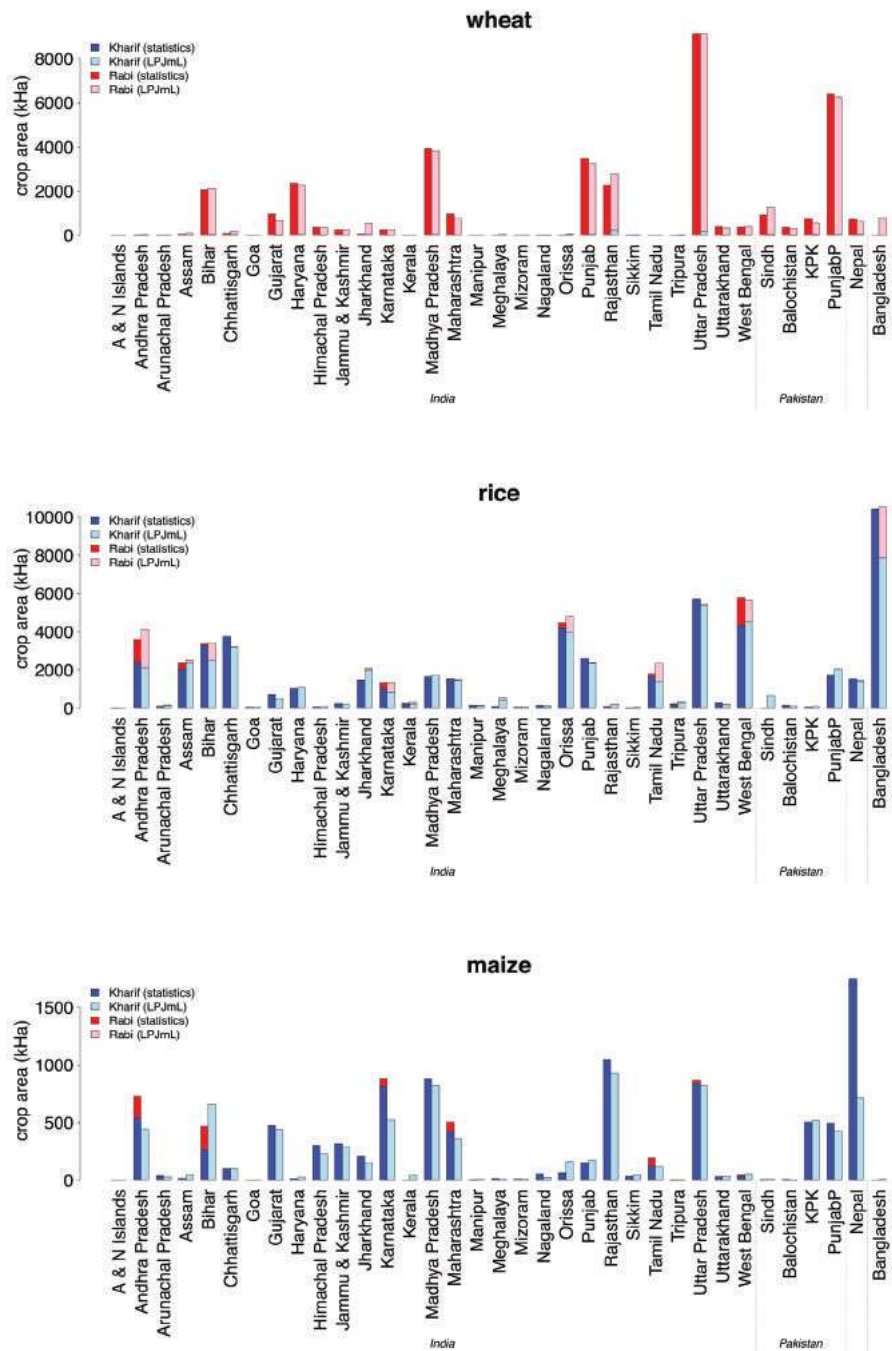 wheat
Kharif (statistics)
Kharif (LPJmL)
Rabi (statistics)
Rabi (LPJmL)
crop area (kHa)
8000
6000
4000
2000
0
A & N Islands
Andhra Pradesh
Arunachal Pradesh
Assam
Bihar
Chhattisgarh
Goa
Gujarat
Haryana
Himachal Pradesh
Jammu & Kashmir
Jharkhand
Karnataka
Kerala
Madhya Pradesh
Maharashtra
Manipur
Meghalaya
Mizoram
Nagaland
Orissa
Punjab
Rajasthan
Sikkim
Tamil Nadu
Tripura
Uttar Pradesh
Uttarakhand
West Bengal
Sindh
Balochistan
KPK
PunjabP
Nepal
Bangladesh
India
Pakistan
rice
Kharif (statistics)
Kharif (LPJmL)
Rabi (statistics)
Rabi (LPJmL)
crop area (kHa)
10000
8000
6000
4000
2000
0
A & N Islands
Andhra Pradesh
Arunachal Pradesh
Assam
Bihar
Chhattisgarh
Goa
Gujarat
Haryana
Himachal Pradesh
Jammu & Kashmir
Jharkhand
Karnataka
Kerala
Madhya Pradesh
Maharashtra
Manipur
Meghalaya
Mizoram
Nagaland
Orissa
Punjab
Rajasthan
Sikkim
Tamil Nadu
Tripura
Uttar Pradesh
Uttarakhand
West Bengal
Sindh
Balochistan
KPK
PunjabP
Nepal
Bangladesh
India
Pakistan
maize
Kharif (statistics)
Kharif (LPJmL)
Rabi (statistics)
Rabi (LPJmL)
crop area (kHa)
1500
1000
500
0
A & N Islands
Andhra Pradesh
Arunachal Pradesh
Assam
Bihar
Chhattisgarh
Goa
Gujarat
Haryana
Himachal Pradesh
Jammu & Kashmir
Jharkhand
Karnataka
Kerala
Madhya Pradesh
Maharashtra
Manipur
Meghalaya
Mizoram
Nagaland
Orissa
Punjab
Rajasthan
Sikkim
Tamil Nadu
Tripura
Uttar Pradesh
Uttarakhand
West Bengal
Sindh
Balochistan
KPK
PunjabP
Nepal
Bangladesh
India
Pakistan